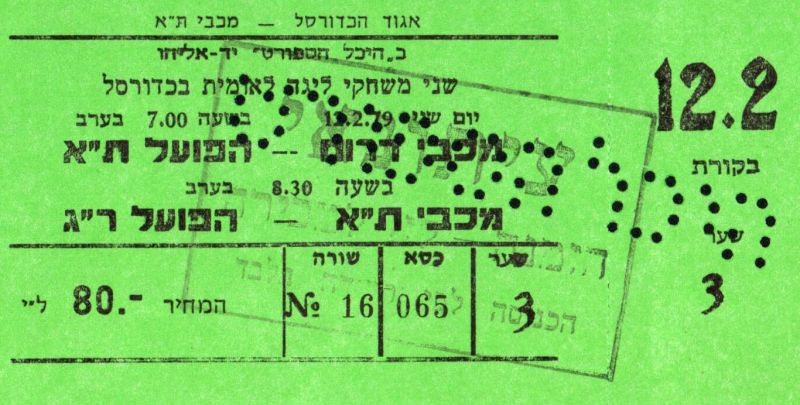 אגוד הכדורסל — מכבי ת״א
ב„היכל הספורט״ יד-אליהו
שני משחקי ליגה לאומית בכדורסל
יום שני 12.2.79 בשעה 7.00 בערב
מכבי דרום — הפועל ת״א
בשעה 8.30 בערב
מכבי ת״א — הפועל ר״ג
שער כסא שורה
3 065 № 16 המחיר 80.- ל״י
12.2
בקורת
שער
3
הכניסה